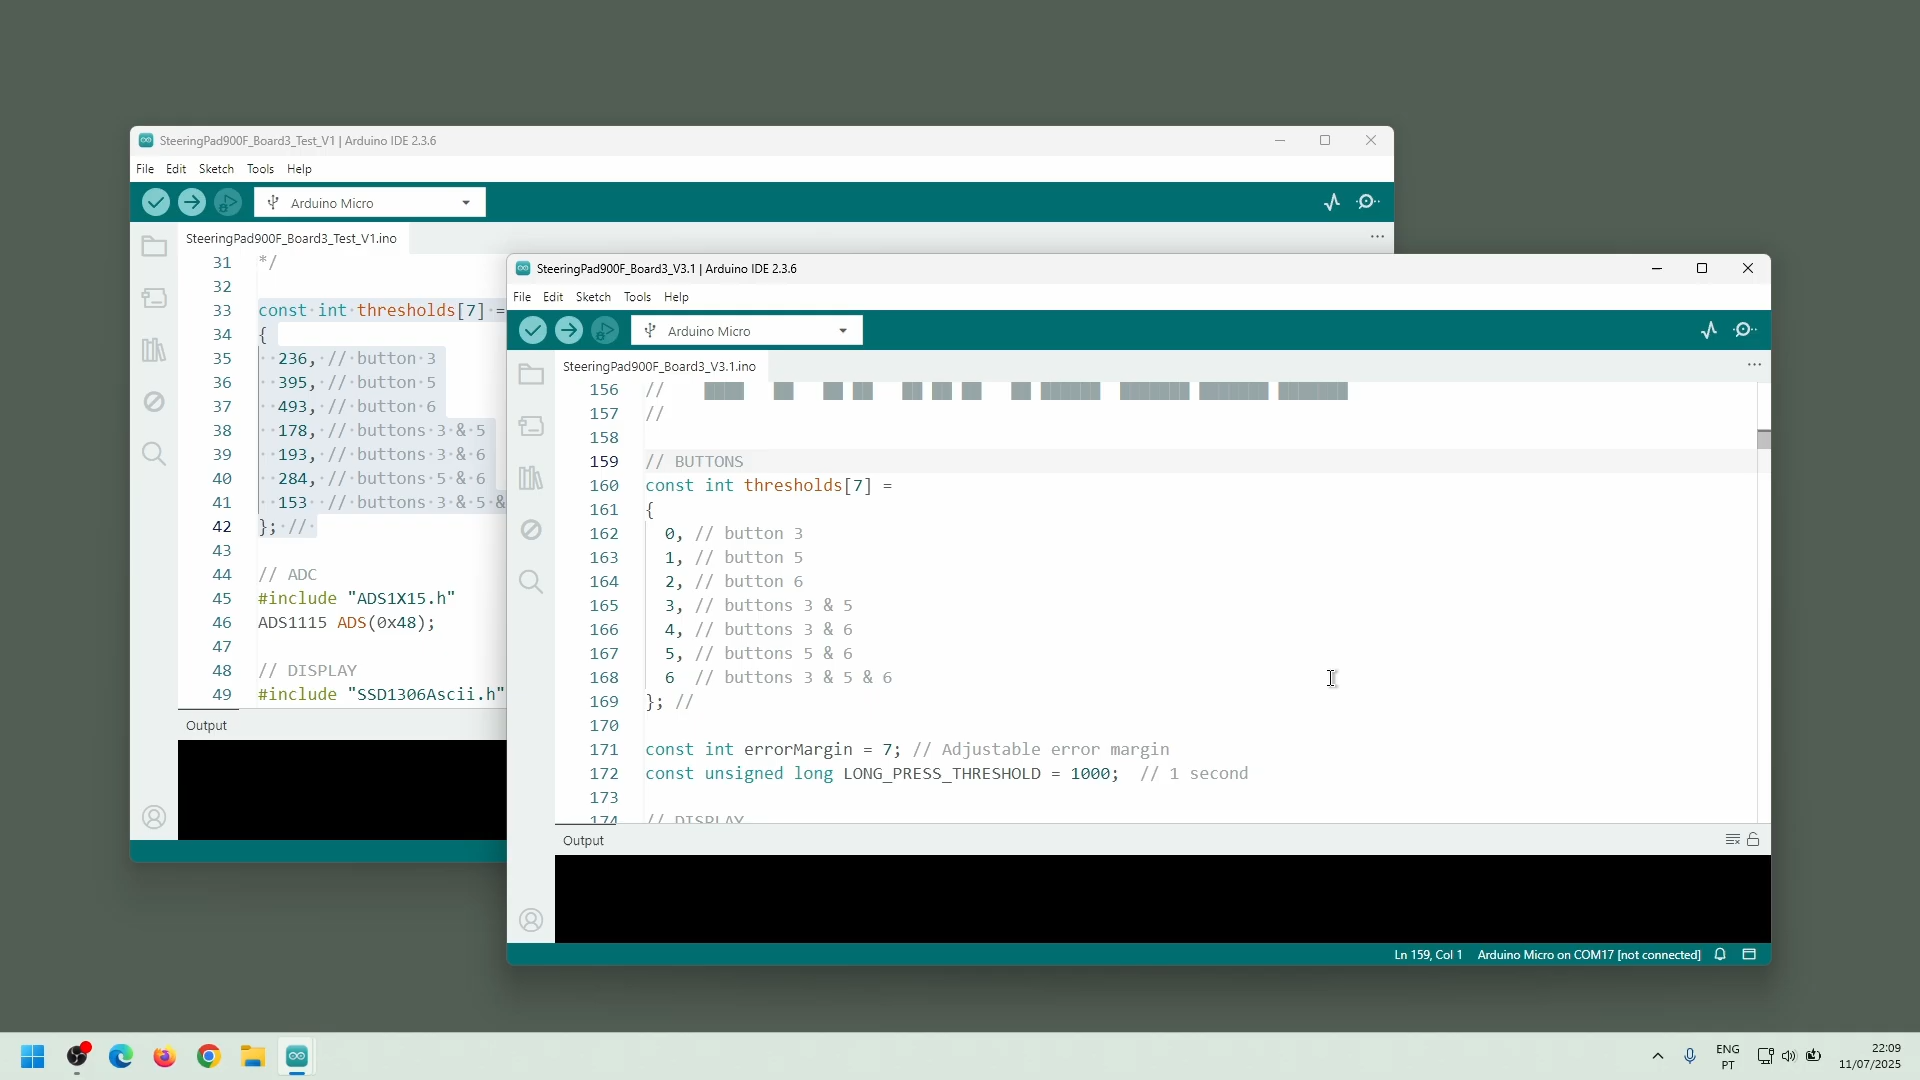 SteeringPad900F_Board3_Test_V1 | Arduino IDE 2.3.6
File Edit Sketch Tools Help
Arduino Micro
SteeringPad900F_Board3_Test_V1.ino
31 */
32
33 const int thresholds[7] =
34 {
35 236, // button 3
36 395, // button 5
37 493, // button 6
38 178, // buttons 3 & 5
39 193, // buttons 3 & 6
40 284, // buttons 5 & 6
41 153 // buttons 3 & 5 &
42 }; //
43
44 // ADC
45 #include "ADS1X15.h"
46 ADS1115 ADS(0x48);
47
48 // DISPLAY
49 #include "SSD1306Ascii.h"
Output
SteeringPad900F_Board3_V3.1 | Arduino IDE 2.3.6
File Edit Sketch Tools Help
Arduino Micro
SteeringPad900F_Board3_V3.1.ino
156 //
157 //
158
159 // BUTTONS
160 const int thresholds[7] =
161 {
162 0, // button 3
163 1, // button 5
164 2, // button 6
165 3, // buttons 3 & 5
166 4, // buttons 3 & 6
167 5, // buttons 5 & 6
168 6 // buttons 3 & 5 & 6
169 }; //
170
171 const int errorMargin = 7; // Adjustable error margin
172 const unsigned long LONG_PRESS_THRESHOLD = 1000; // 1 second
173
174 // DISPLAY
Output
Ln 159, Col 1 Arduino Micro on COM17 [not connected]
ENG
PT
22:09
11/07/2025